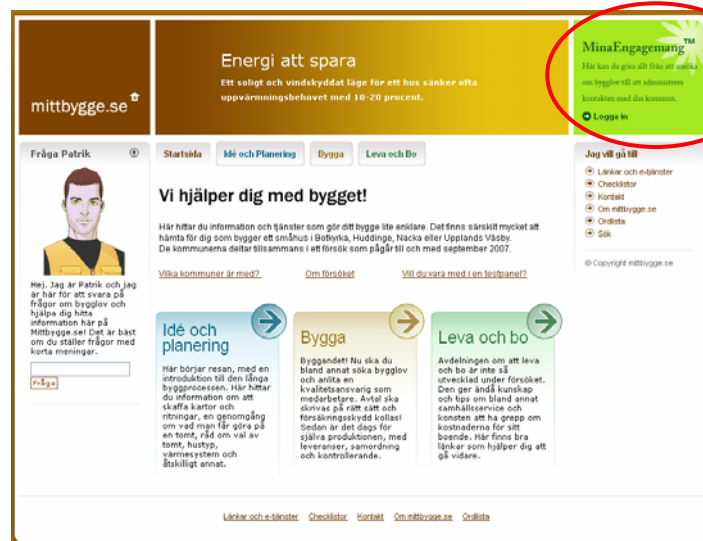 mittbygge.se
Energi att spara
Ett soligt och vindskyddat läge för ett hus sänker ofta
uppvärmningsbehovet med 10-20 procent.
MinaEngagemang™
Här kan du göra allt från att ansöka
om bygglov till att administrera
kontakten med din kommun.
Logga in
Fråga Patrik
Hej. Jag är Patrik och jag
är här för att svara på
frågor om bygglov och
hjälpa dig hitta
information här på
Mittbygge.se! Det är bäst
om du ställer frågor med
korta meningar.
Fråga
Startsida
Idé och Planering
Bygga
Leva och Bo
Vi hjälper dig med bygget!
Här hittar du information och tjänster som gör ditt bygge lite enklare. Det finns särskilt mycket att
hämta för dig som bygger ett småhus i Botkyrka, Huddinge, Nacka eller Upplands Väsby.
De kommunerna deltar tillsammans i ett försök som pågår till och med september 2007.
Vilka kommuner är med?
Om försöket
Vill du vara med i en testpanel?
Idé och
planering
Här börjar resan, med en
introduktion till den långa
byggprocessen. Här hittar
du information om att
skaffa kartor och
ritningar, en genomgång
om vad man får göra på
en tomt, råd om val av
tomt, hustyp,
värmesystem och
åtskilligt annat.
Bygga
Byggandet! Nu ska du
bland annat söka bygglov
och anlita en
kvalitetsansvarig som
medarbetare. Avtal ska
skrivas på rätt sätt och
försäkringsskydd kollas!
Sedan är det dags för
själva produktionen, med
leveranser, samordning
och kontrollerande.
Leva och bo
Avdelningen om att leva
och bo är inte så
utvecklad under försöket.
Den ger ändå kunskap
och tips om bland annat
samhällsservice och
konsten att ha grepp om
kostnaderna för sitt
boende. Här finns bra
länkar som hjälper dig att
gå vidare.
Jag vill gå till
Länkar och e-tjänster
Checklistor
Kontakt
Om mittbygge.se
Ordlista
Sök
© Copyright mittbygge.se
Länkar och e-tjänster
Checklistor
Kontakt
Om mittbygge.se
Ordlista